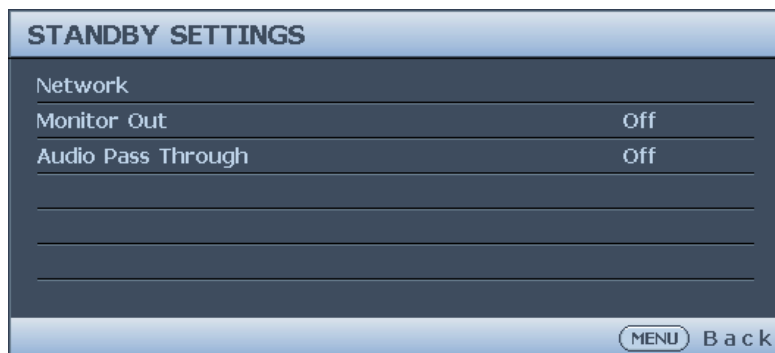 STANDBY SETTINGS
Network
Monitor Out Off
Audio Pass Through Off
MENU Back